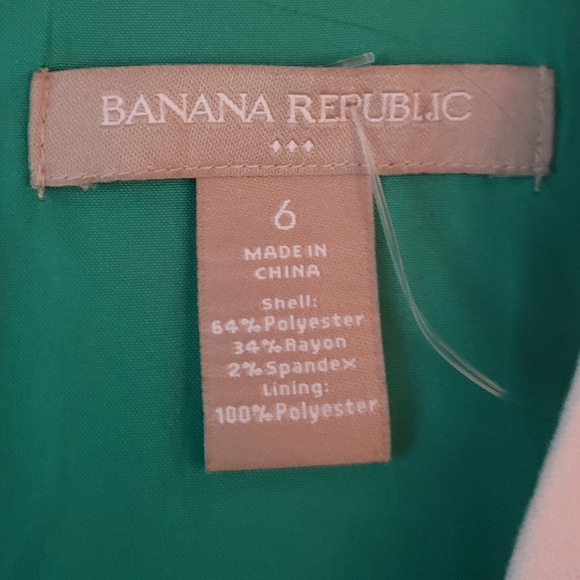 BANANA REPUBLIC
6
MADE IN
CHINA
Shell:
64% Polyester
34% Rayon
2% Spandex
Lining:
100% Polyester